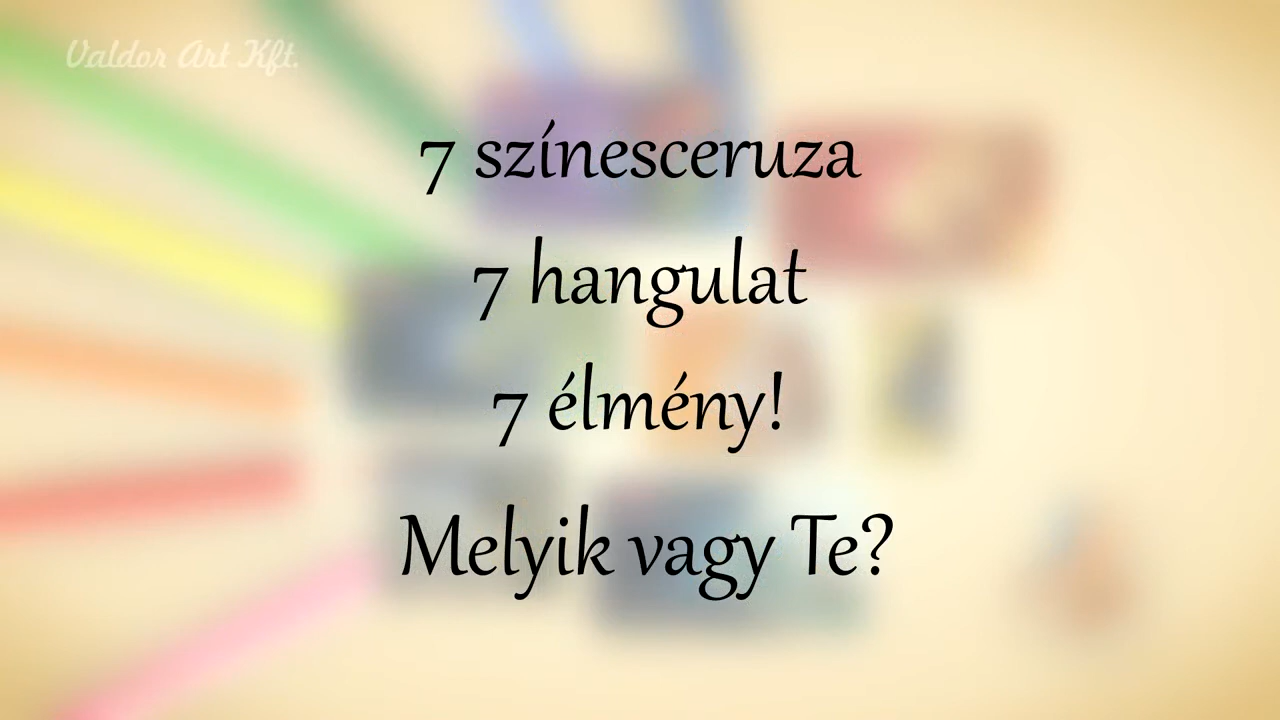 Valdor Art Kft.
7 színesceruza
7 hangulat
7 élmény!
Melyik vagy Te?